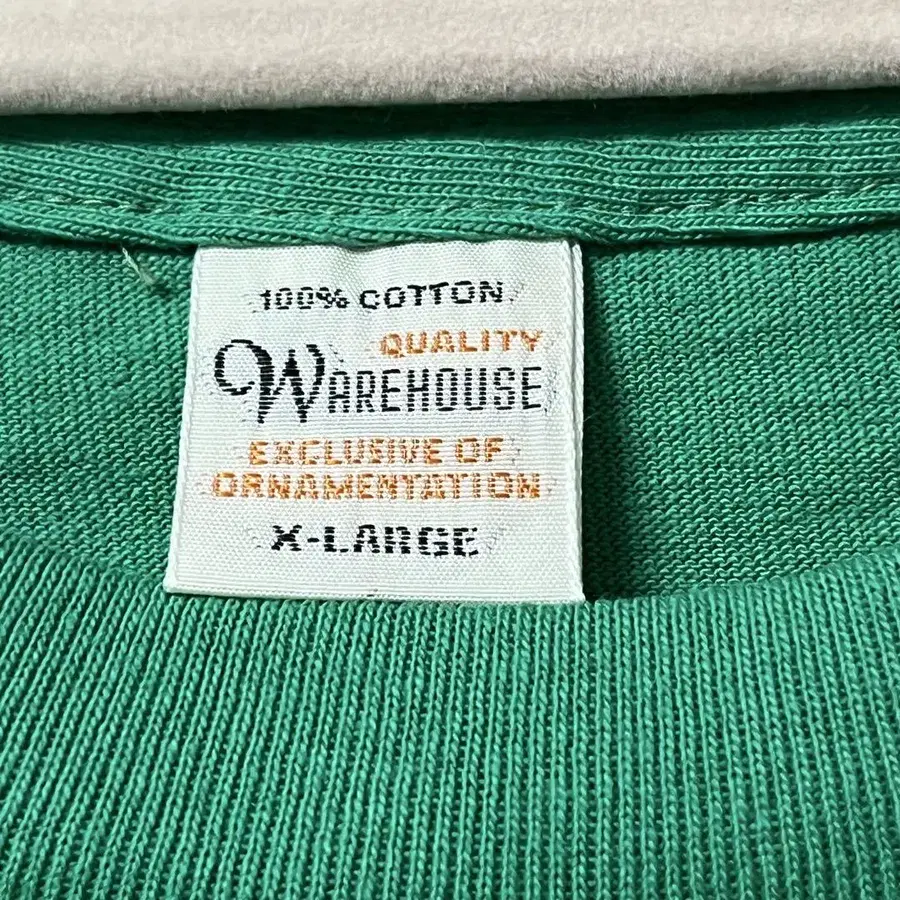 100% COTTON
QUALITY
WAREHOUSE
EXCLUSIVE OF
ORNAMENTATION
X-LARGE